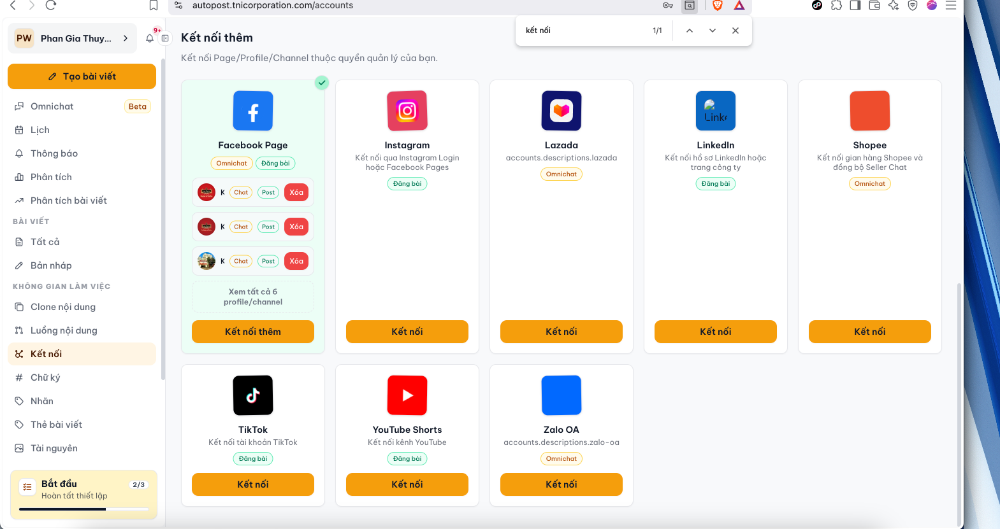 autopost.tnicorporation.com/accounts
kết nối
1/1
PW
Phan Gia Thuy...
9+
Tạo bài viết
Omnichat
Beta
Lịch
Thông báo
Phân tích
Phân tích bài viết
BÀI VIẾT
Tất cả
Bản nháp
KHÔNG GIAN LÀM VIỆC
Clone nội dung
Luồng nội dung
Kết nối
Chữ ký
Nhãn
Thẻ bài viết
Tài nguyên
Bắt đầu
2/3
Hoàn tất thiết lập
Kết nối thêm
Kết nối Page/Profile/Channel thuộc quyền quản lý của bạn.
Facebook Page
Omnichat
Đăng bài
K
Chat
Post
Xóa
K
Chat
Post
Xóa
K
Chat
Post
Xóa
Xem tất cả 6
profile/channel
Kết nối thêm
Instagram
Kết nối qua Instagram Login
hoặc Facebook Pages
Đăng bài
Kết nối
Lazada
accounts.descriptions.lazada
Omnichat
Kết nối
Linke
LinkedIn
Kết nối hồ sơ LinkedIn hoặc
trang công ty
Đăng bài
Kết nối
Shopee
Kết nối gian hàng Shopee và
đồng bộ Seller Chat
Omnichat
Kết nối
TikTok
Kết nối tài khoản TikTok
Đăng bài
Kết nối
YouTube Shorts
Kết nối kênh YouTube
Đăng bài
Kết nối
Zalo OA
accounts.descriptions.zalo-oa
Omnichat
Kết nối